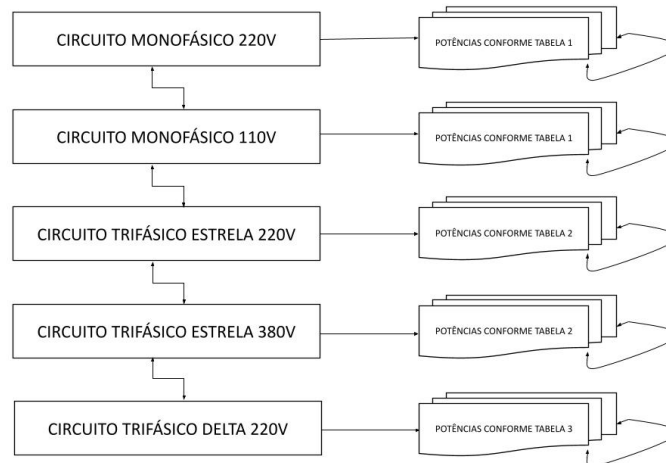 CIRCUITO MONOFÁSICO 220V
POTÊNCIAS CONFORME TABELA 1
CIRCUITO MONOFÁSICO 110V
POTÊNCIAS CONFORME TABELA 1
CIRCUITO TRIFÁSICO ESTRELA 220V
POTÊNCIAS CONFORME TABELA 2
CIRCUITO TRIFÁSICO ESTRELA 380V
POTÊNCIAS CONFORME TABELA 2
CIRCUITO TRIFÁSICO DELTA 220V
POTÊNCIAS CONFORME TABELA 3